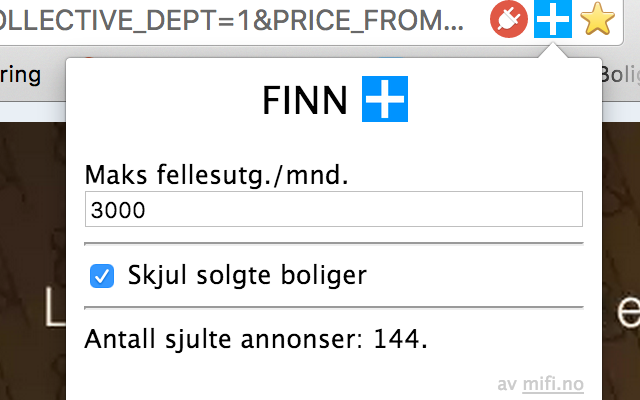 OLLECTIVE_DEPT=1&PRICE_FROM...
ring
Boli
FINN
Maks fellesutg./mnd.
3000
Skjul solgte boliger
L
e
Antall sjulte annonser: 144.
av mifi.no